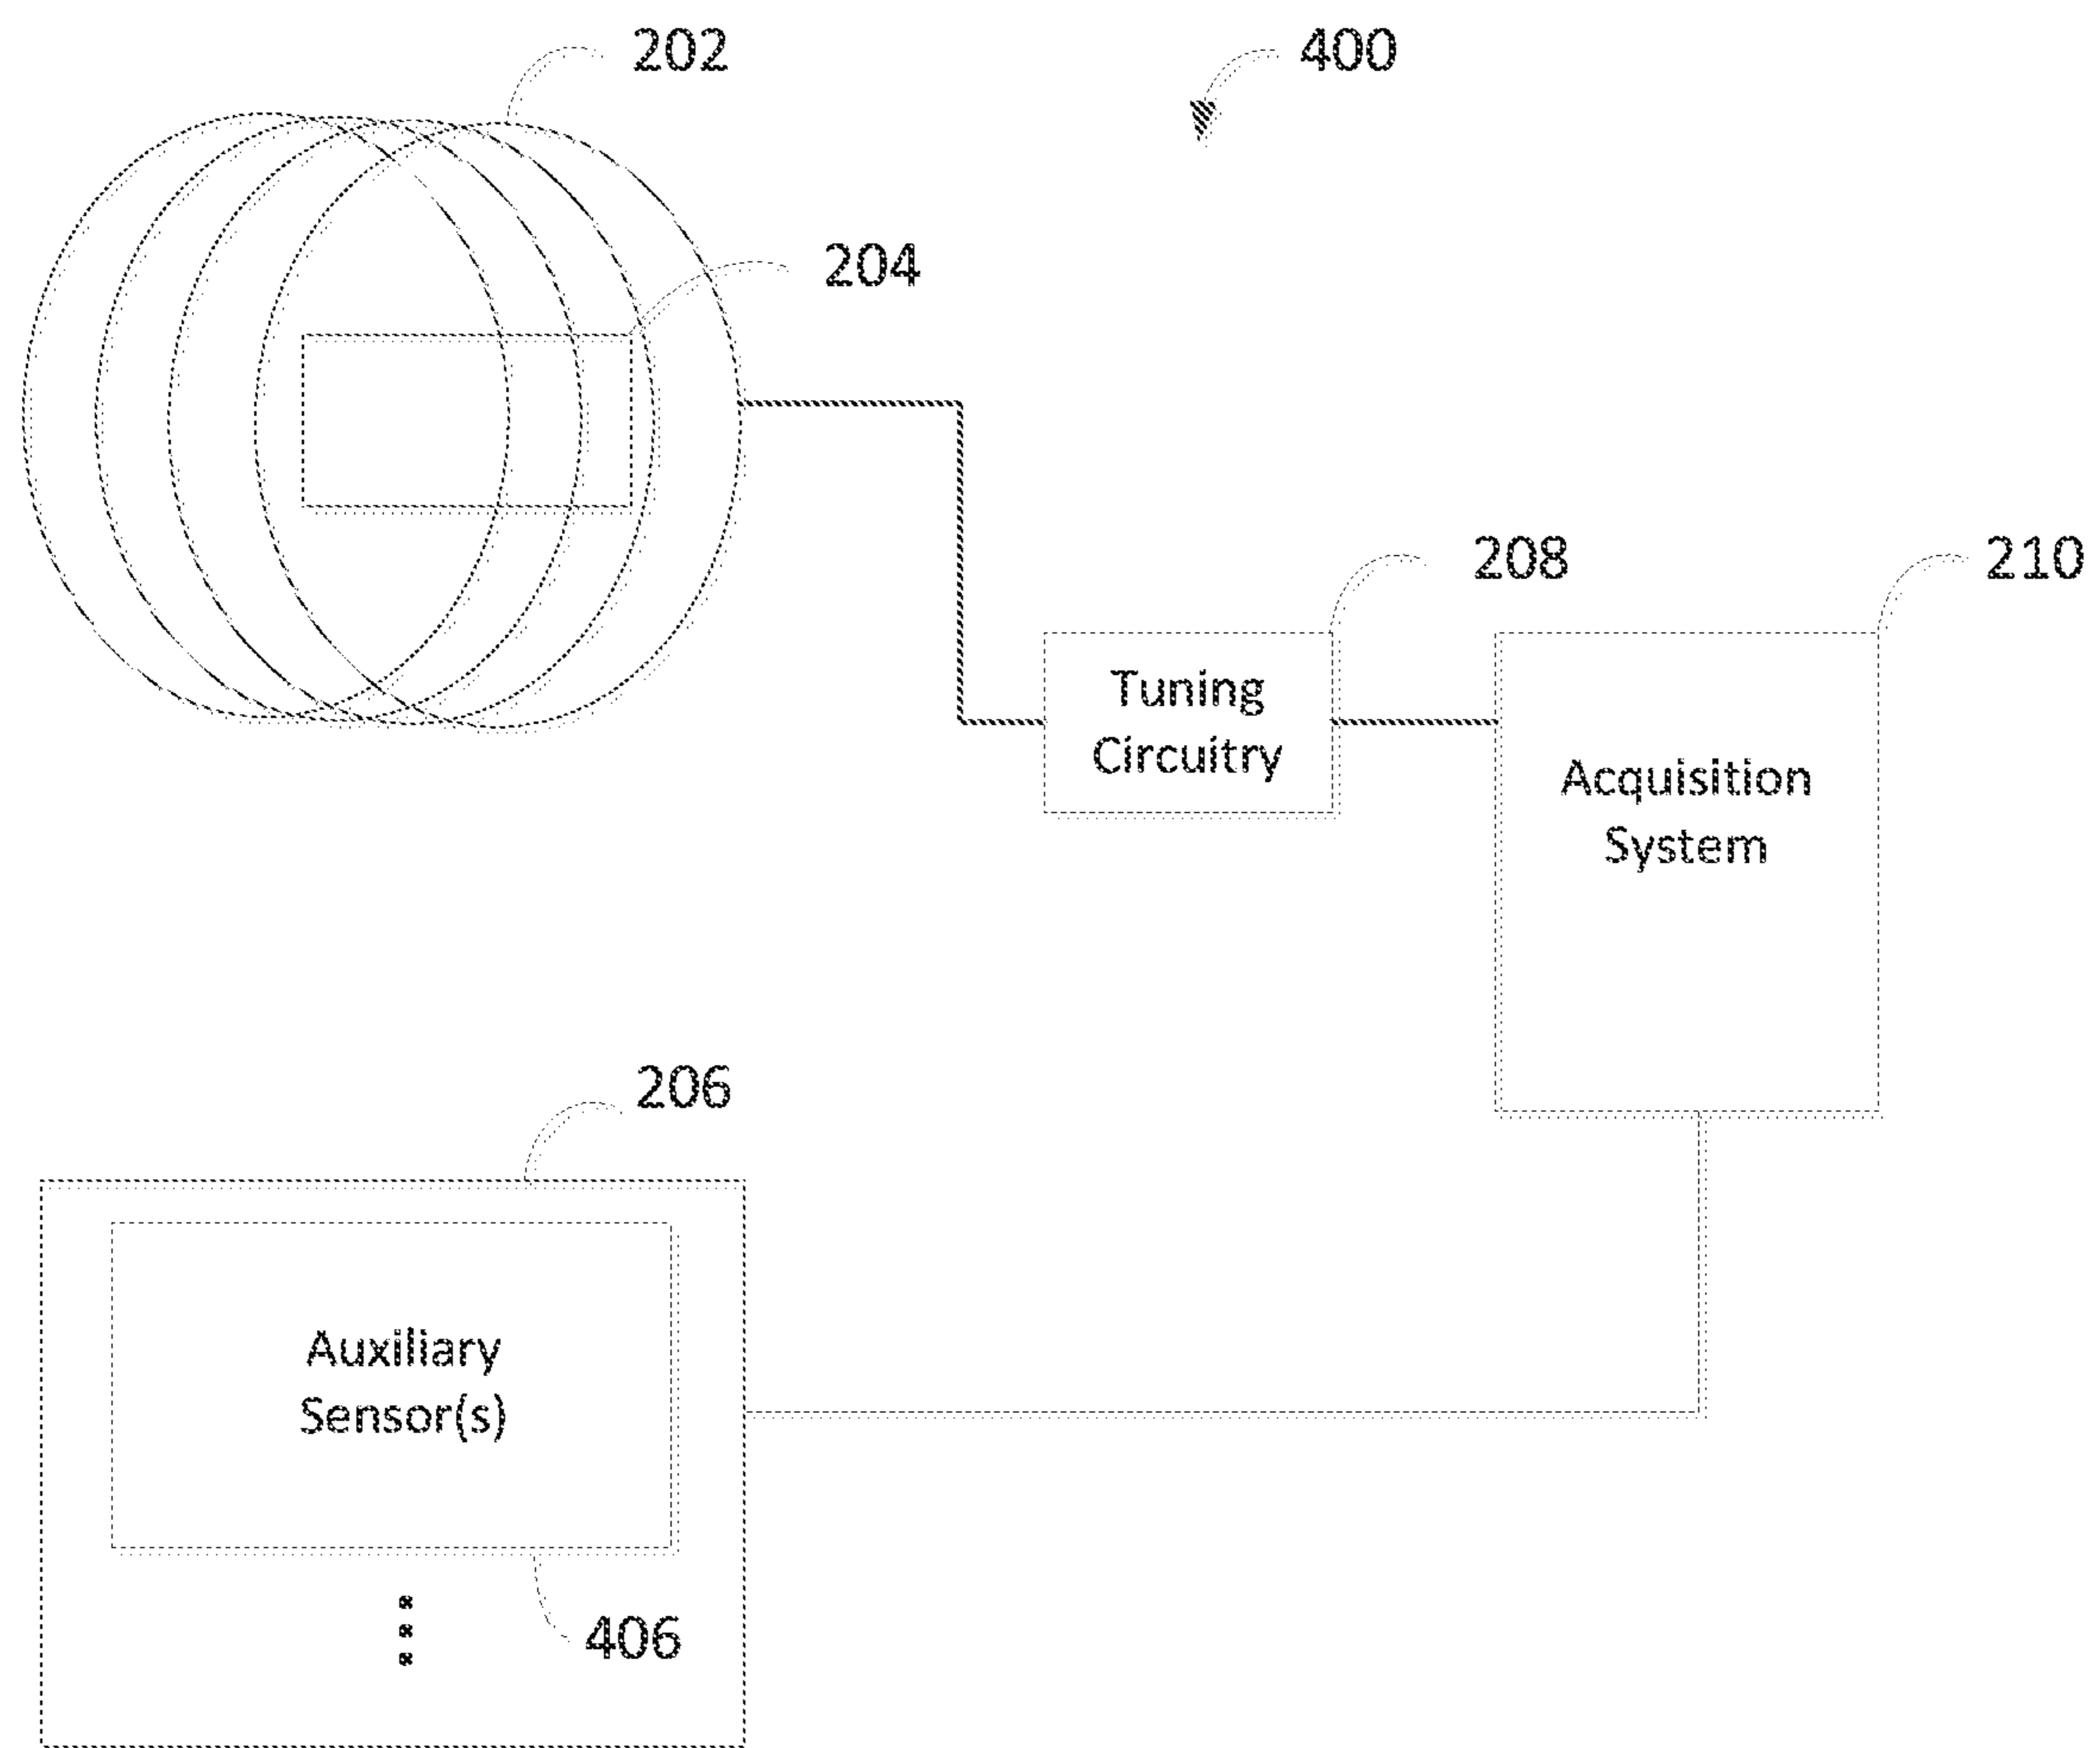 202
400
204
208
210
Tuning
Circuitry
Acquisition
System
206
Auxiliary
Sensor(s)
406